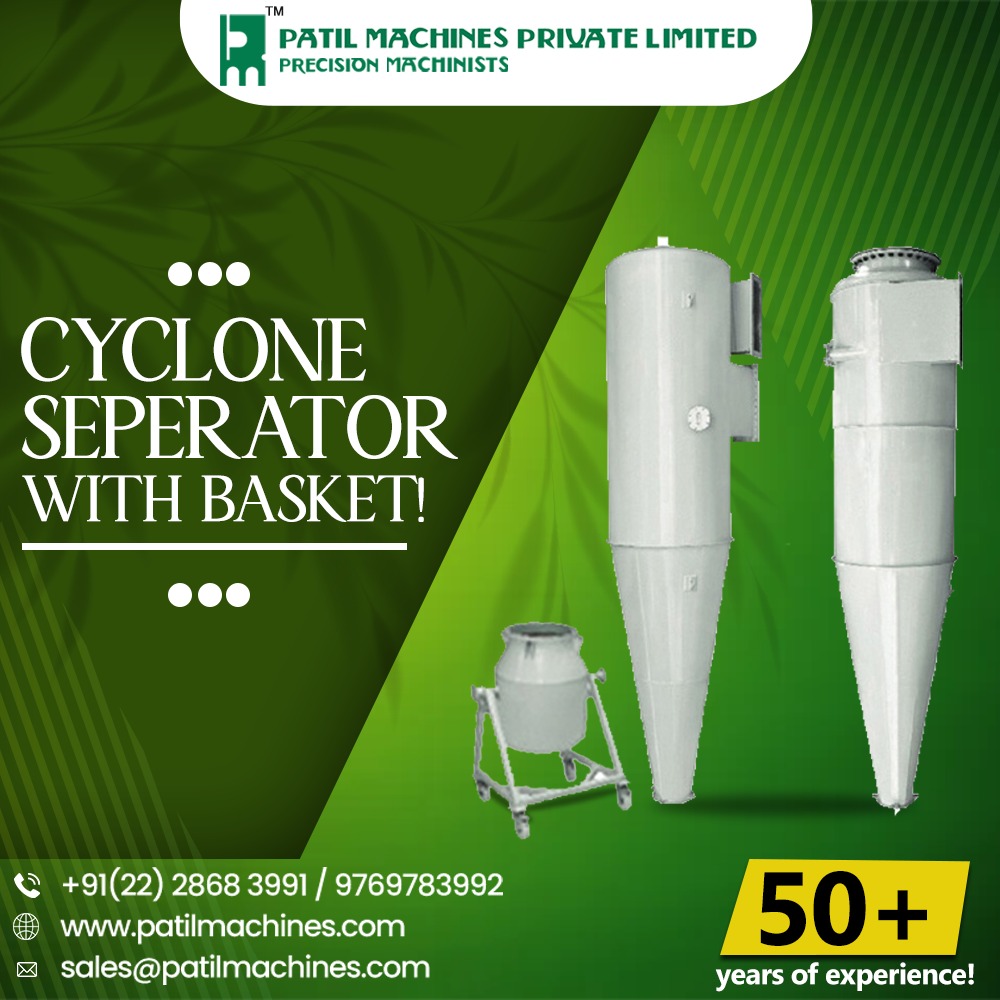 TM
PATIL MACHINES PRIVATE LIMITED
PRECISION MACHINISTS
CYCLONE
SEPERATOR
WITH BASKET!
+91(22) 2868 3991 / 9769783992
www.patilmachines.com
sales@patilmachines.com
50+
years of experience!